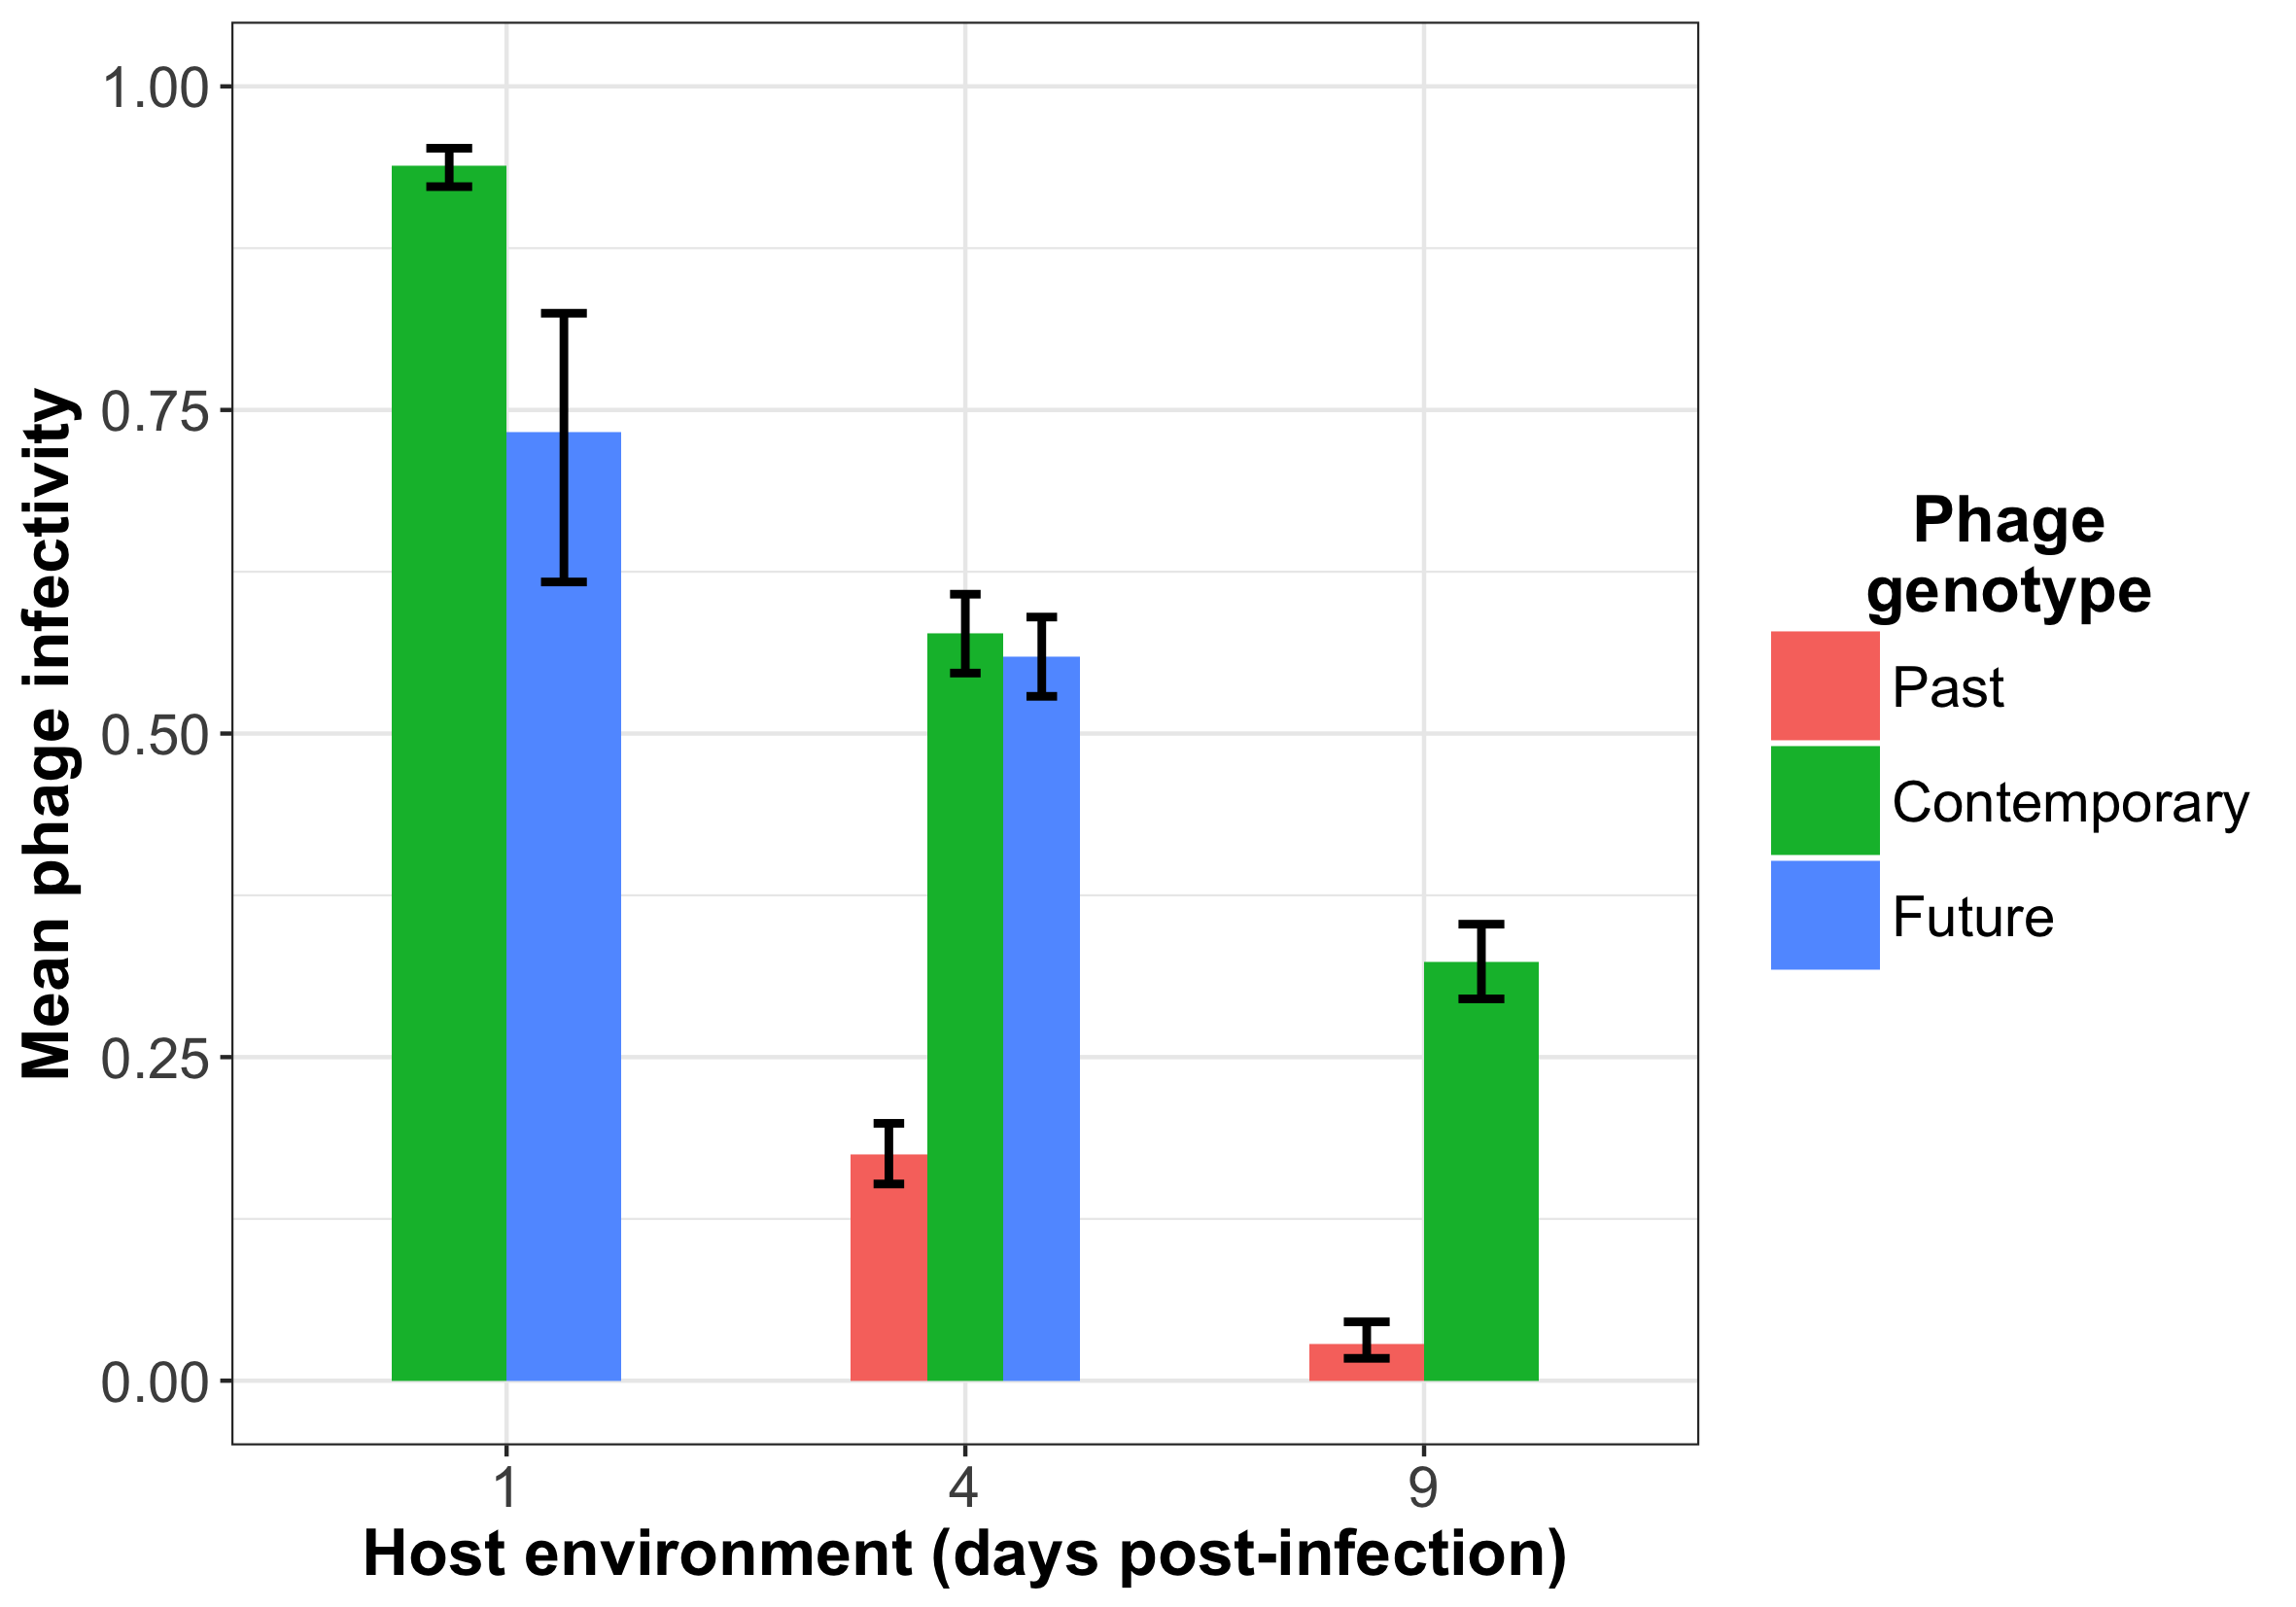 Mean phage infectivity
1.00
0.75
0.50
0.25
0.00
1 4 9
Host environment (days post-infection)
Phage
genotype
Past
Contemporary
Future